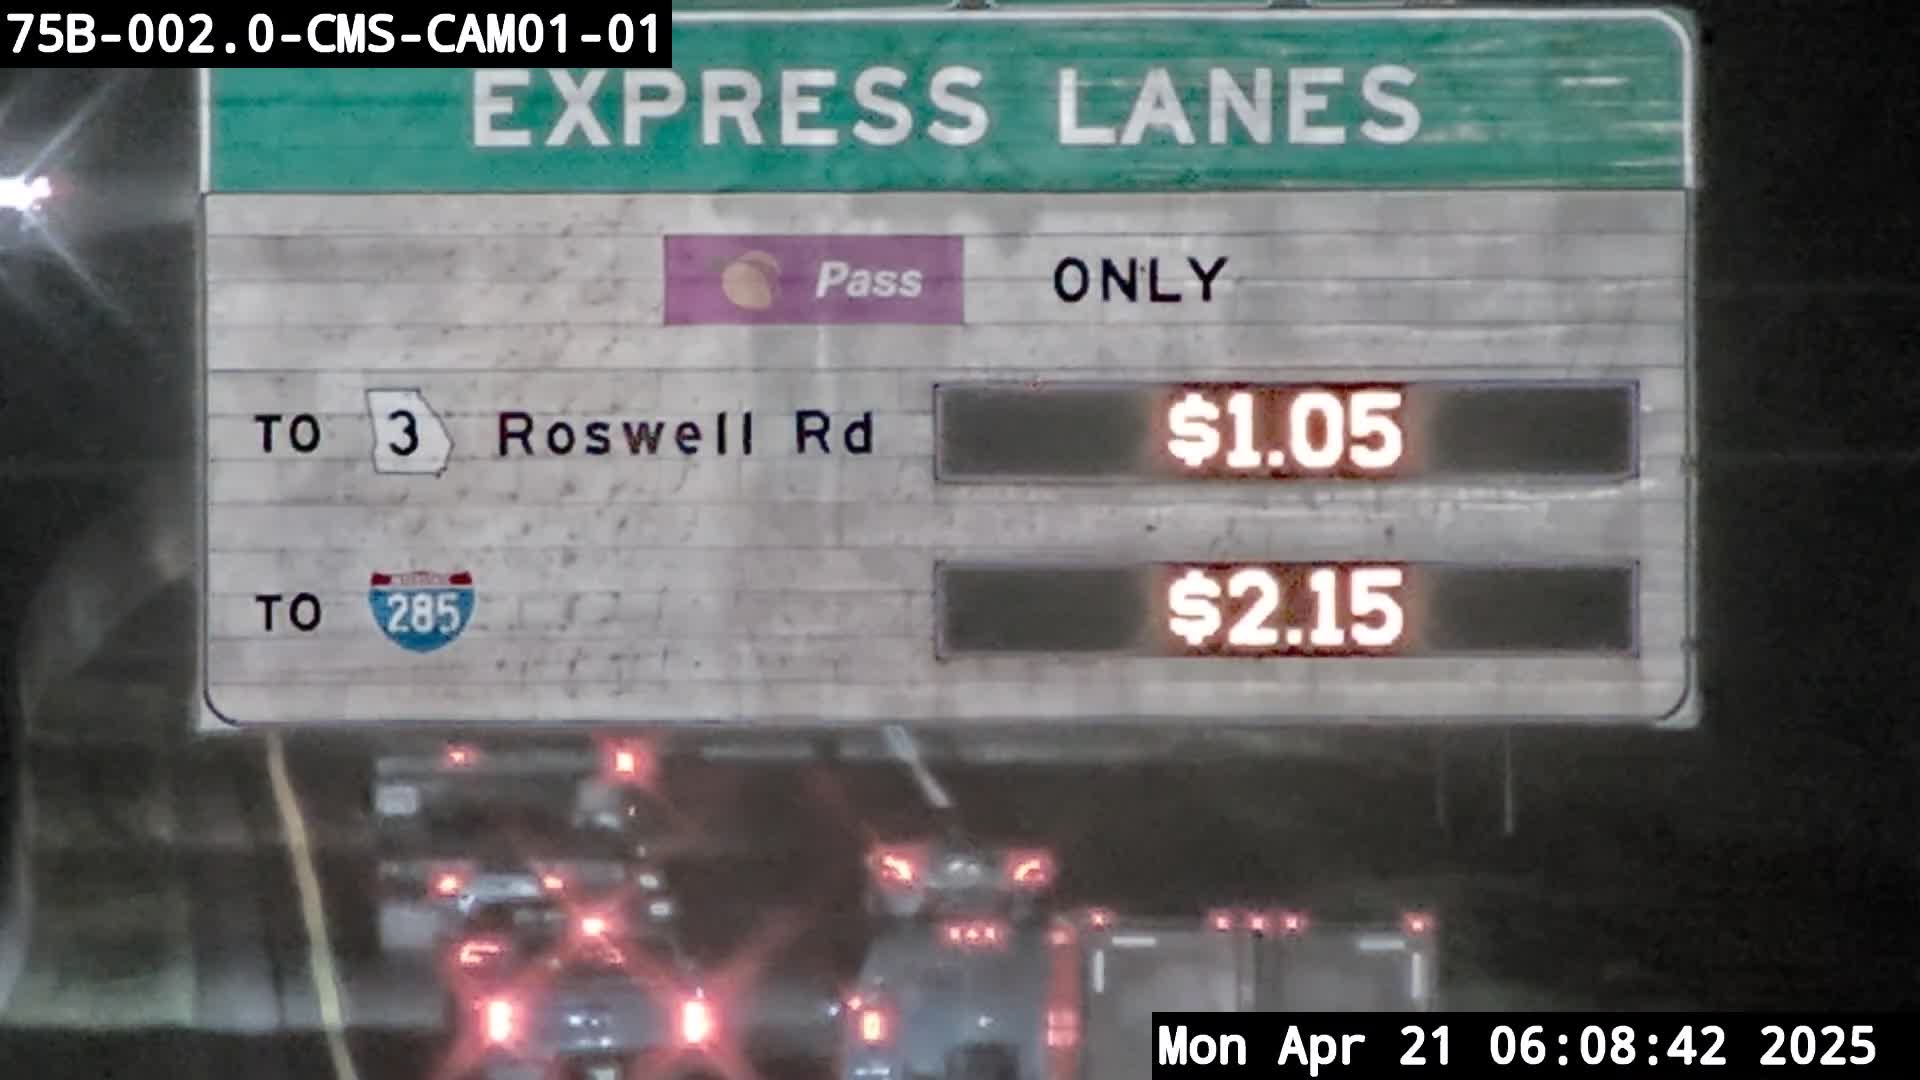 75B-002.0-CMS-CAM01-01
EXPRESS LANES
Pass ONLY
TO 3 Roswell Rd $1.05
TO 285 $2.15
Mon Apr 21 06:08:42 2025